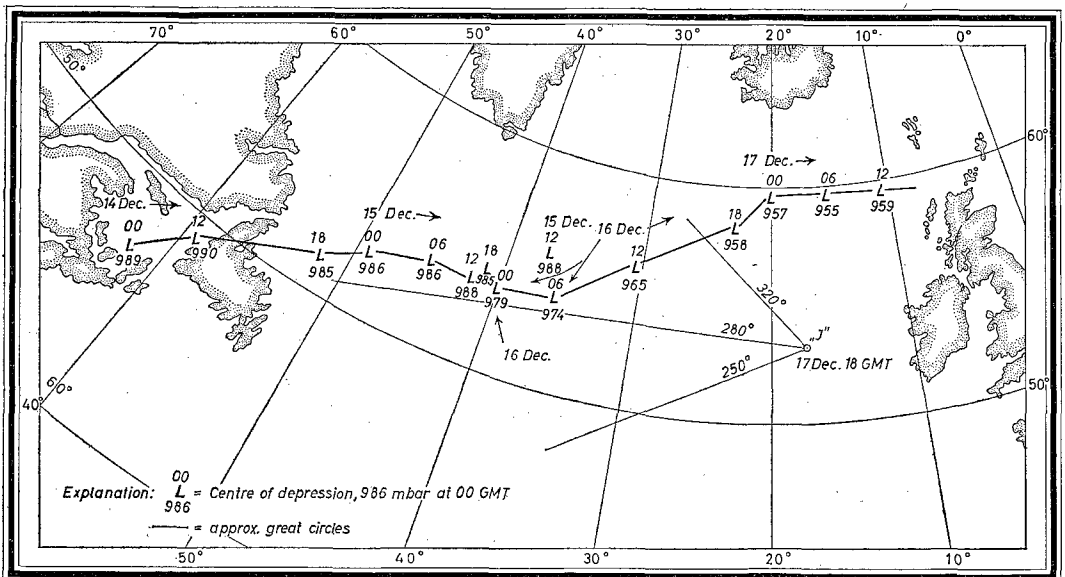 70° 60° 50° 40° 30° 20° 10° 0°
50°
60°
17 Dec. →
00 06 12
L L L
957 955 959
14 Dec. →
00
L
989
12
L
990
18
L
985
15 Dec. →
00
L
986
06
L
986
12
L
988
18
L
985
00
L
979
16 Dec.
15 Dec.
12
L
988
16 Dec. →
06
L
974
12
L
965
18
L
958
320°
280°
250°
„J"
17 Dec. 18 GMT
50°
60°
40°
Explanation: 00 L 986 = Centre of depression, 986 mbar at 00 GMT
= approx. great circles
50° 40° 30° 20° 10°